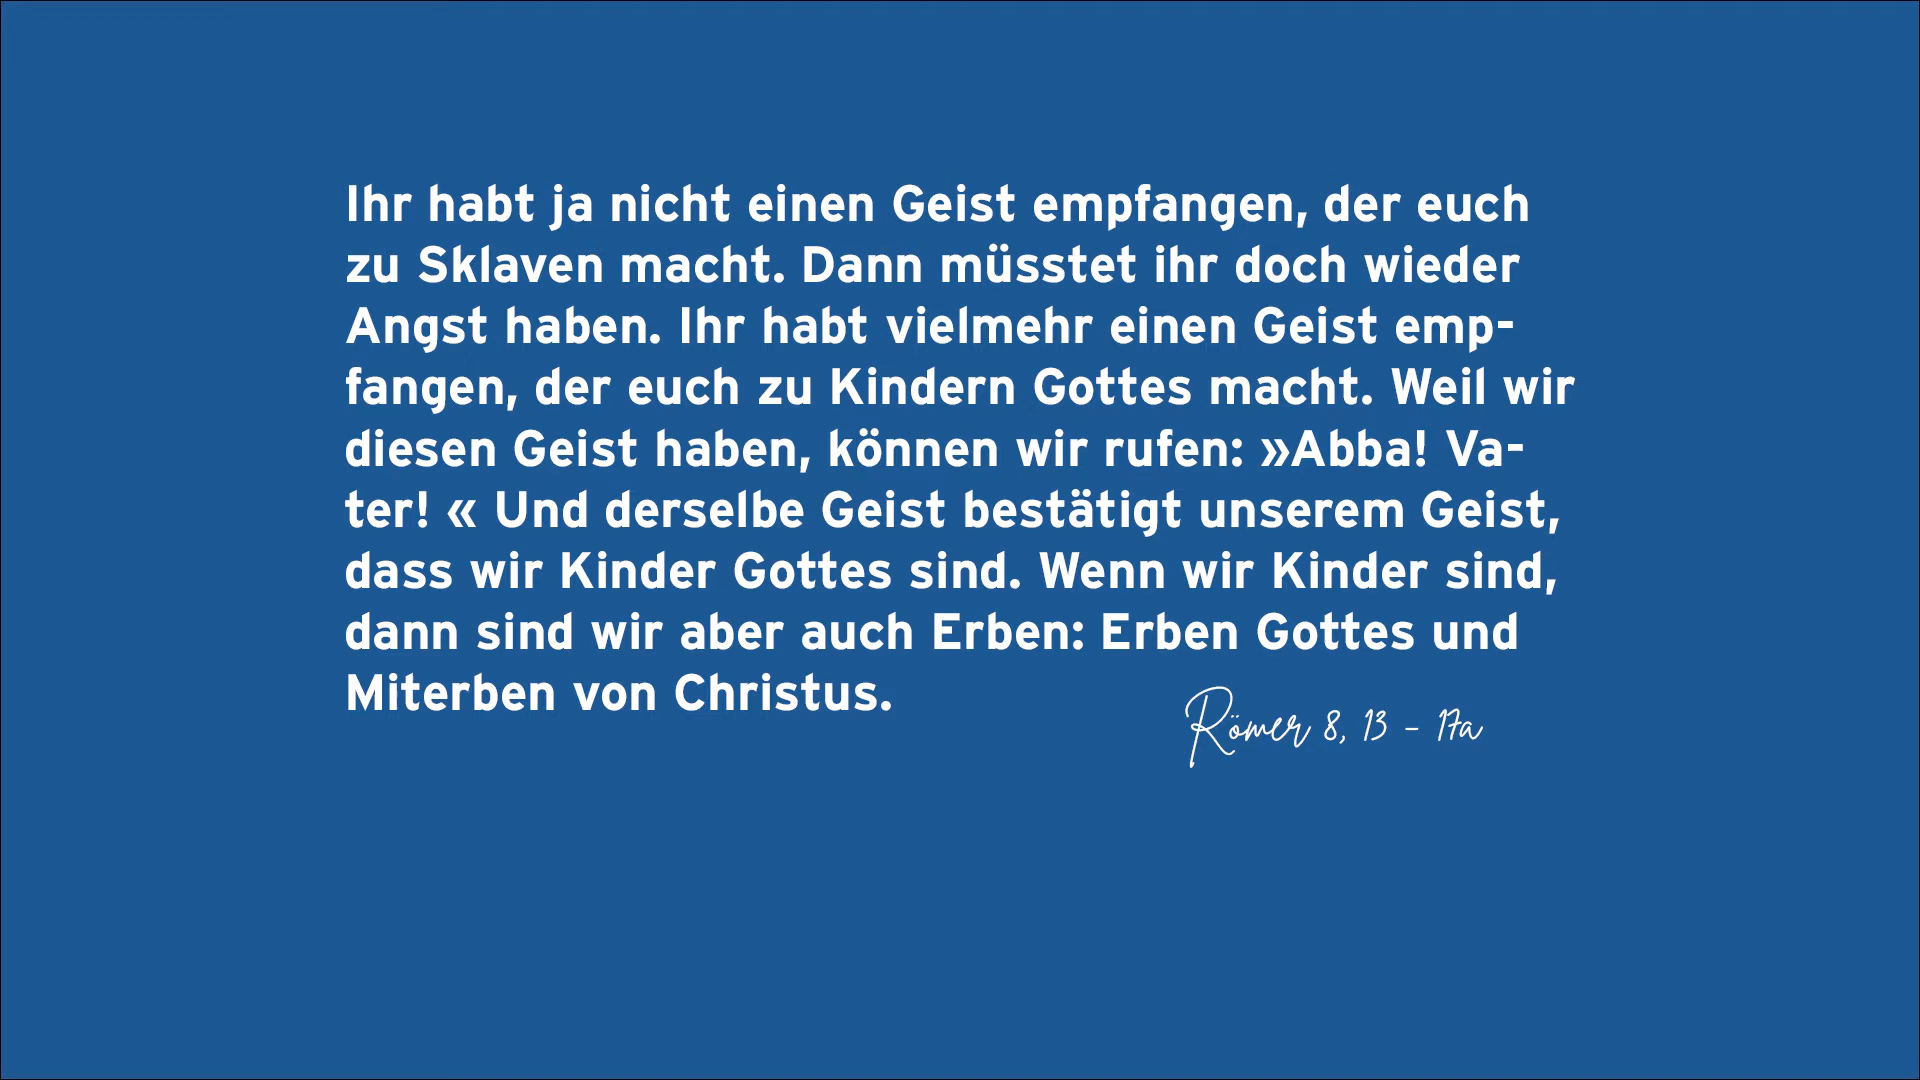 Ihr habt ja nicht einen Geist empfangen, der euch
zu Sklaven macht. Dann müsstet ihr doch wieder
Angst haben. Ihr habt vielmehr einen Geist emp-
fangen, der euch zu Kindern Gottes macht. Weil wir
diesen Geist haben, können wir rufen: »Abba! Va-
ter! « Und derselbe Geist bestätigt unserem Geist,
dass wir Kinder Gottes sind. Wenn wir Kinder sind,
dann sind wir aber auch Erben: Erben Gottes und
Miterben von Christus.
Römer 8, 13 - 17a